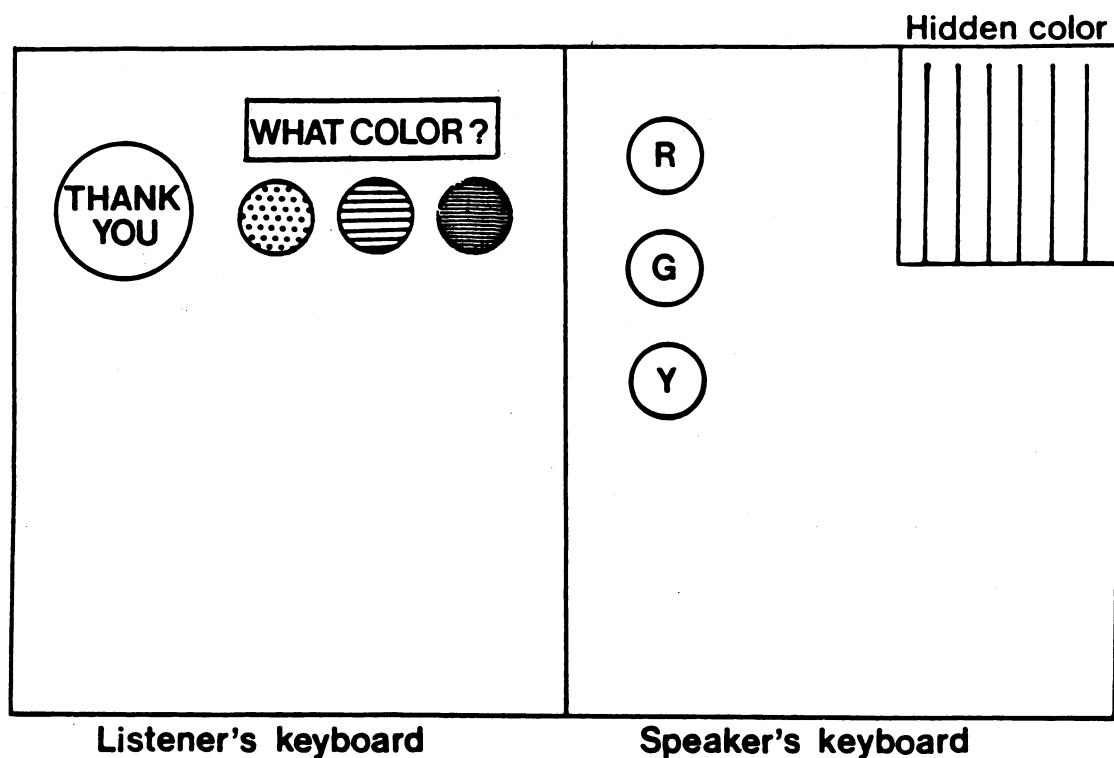 Hidden color
WHAT COLOR ?
THANK
YOU
R
G
Y
Listener's keyboard
Speaker's keyboard